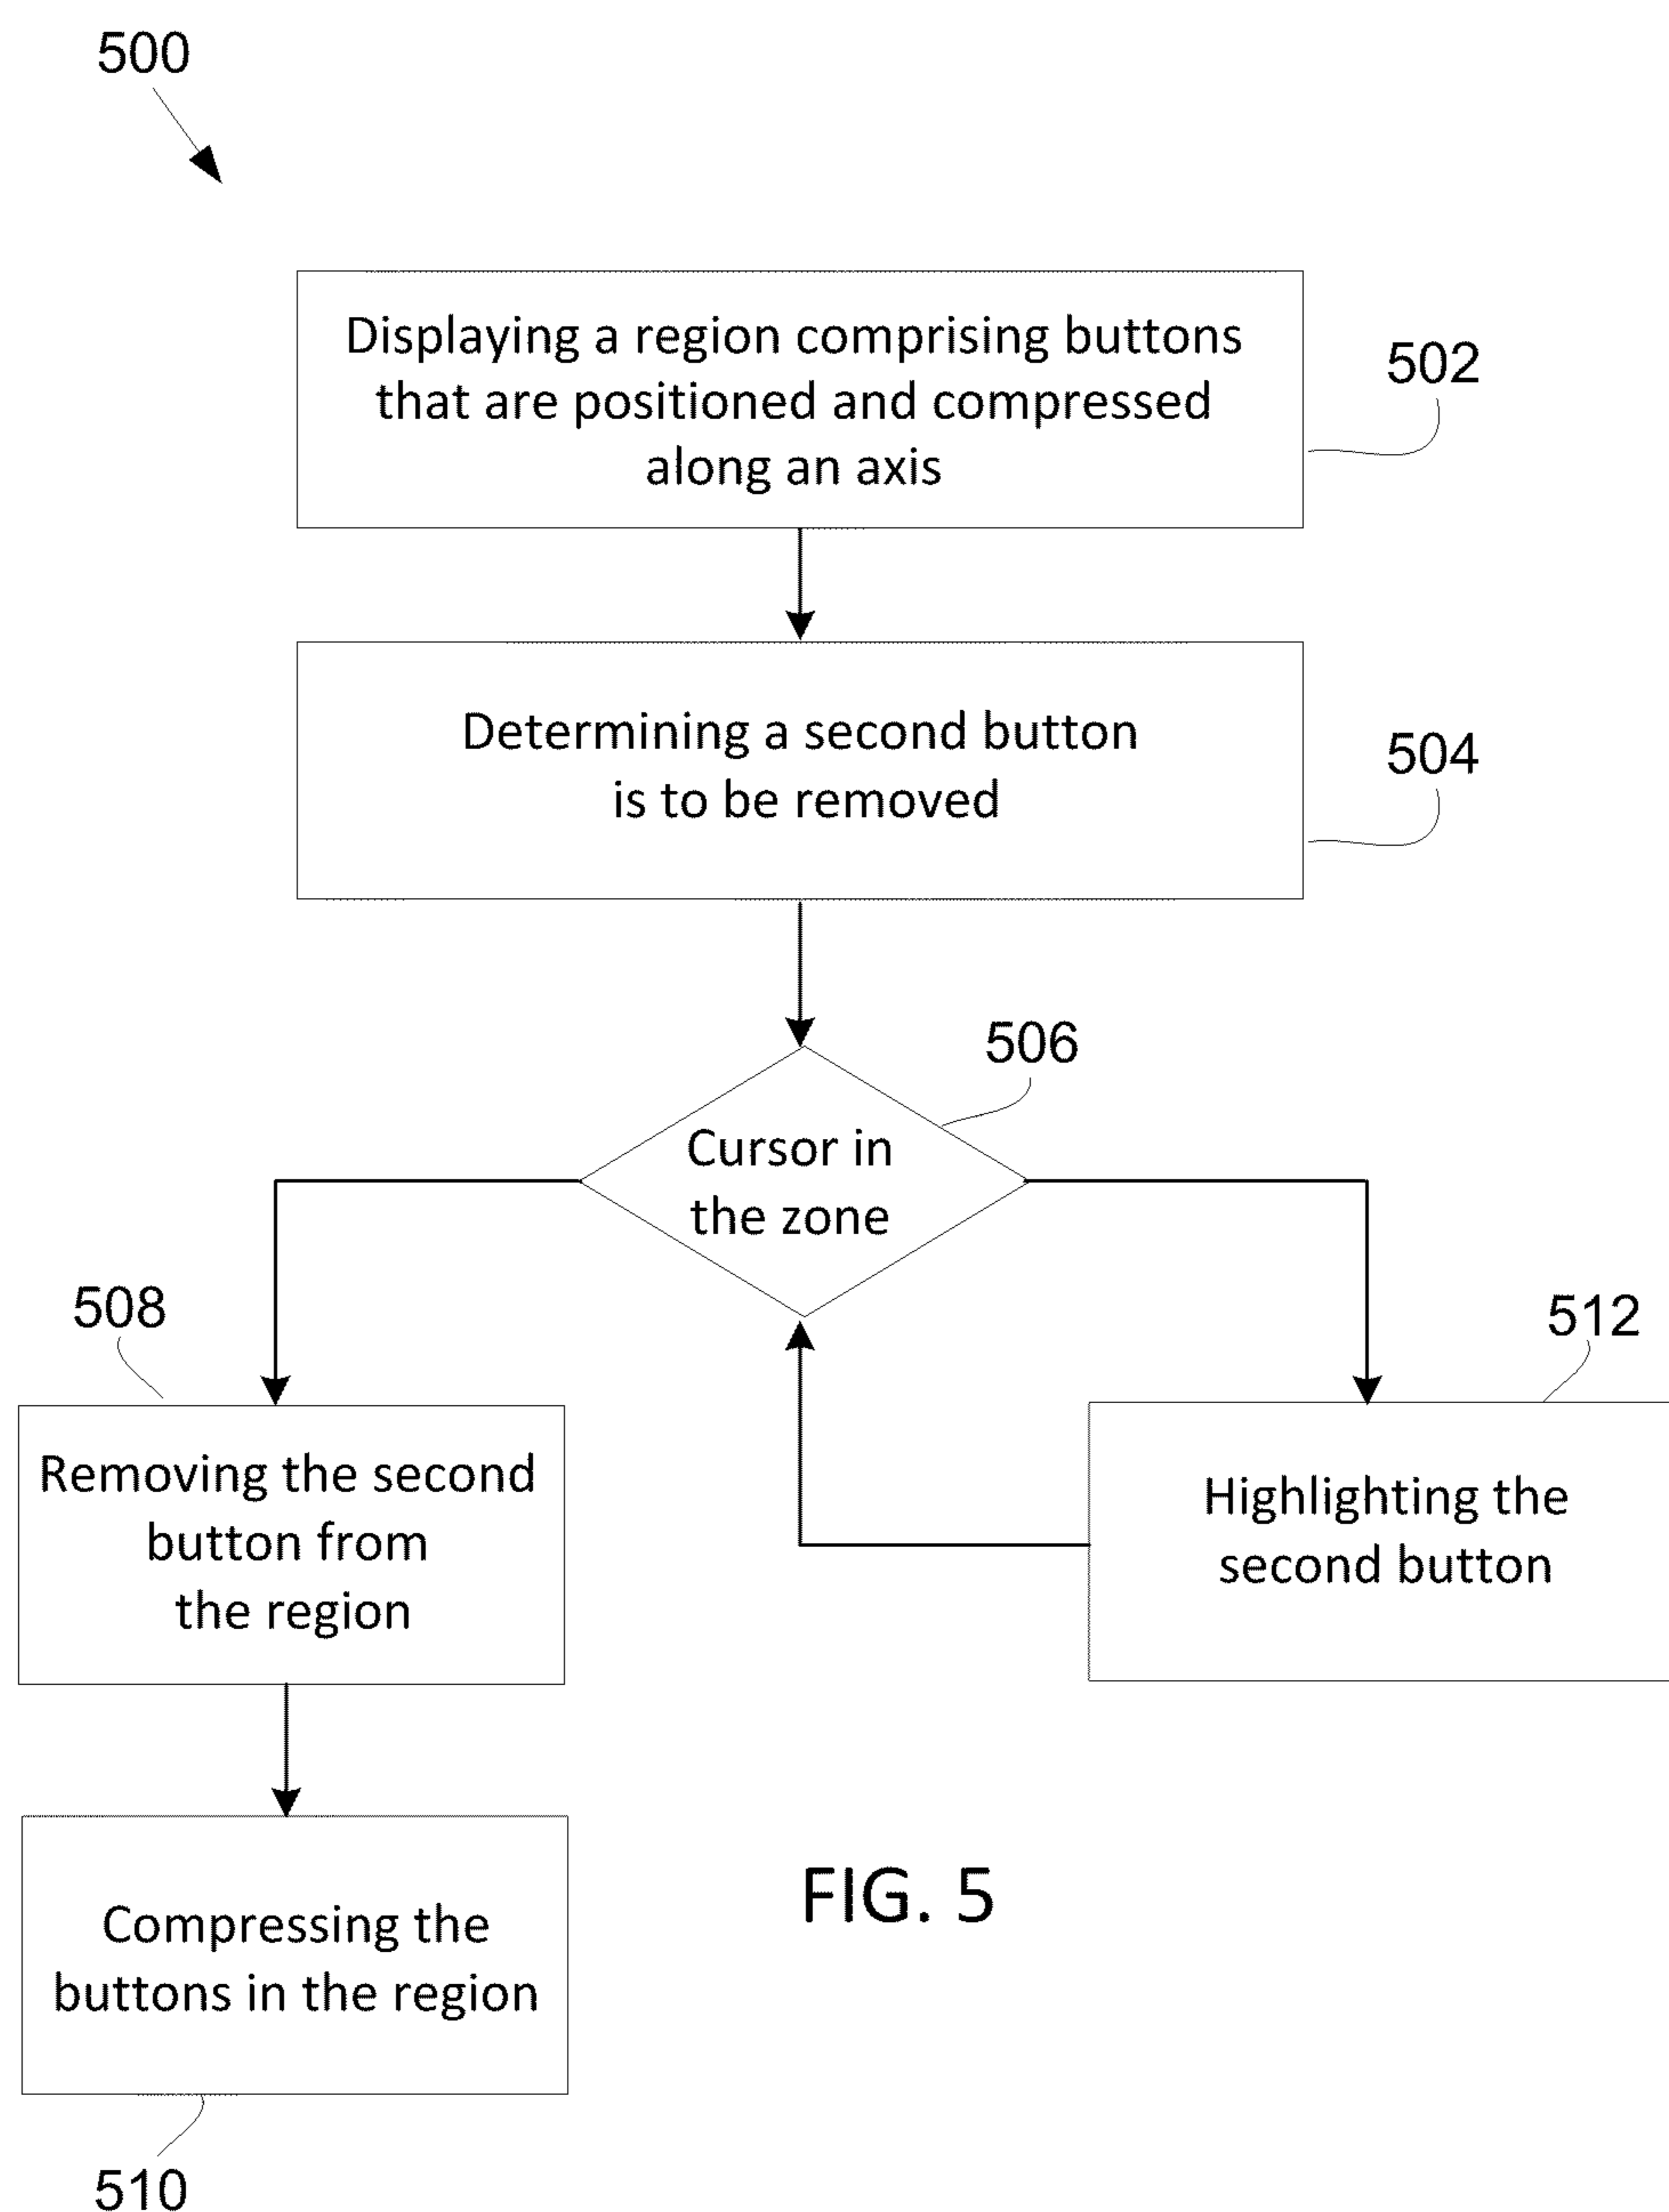 500
Displaying a region comprising buttons
that are positioned and compressed
along an axis
502
Determining a second button
is to be removed
504
506
Cursor in
the zone
508
512
Removing the second
button from
the region
Highlighting the
second button
Compressing the
buttons in the region
FIG. 5
510